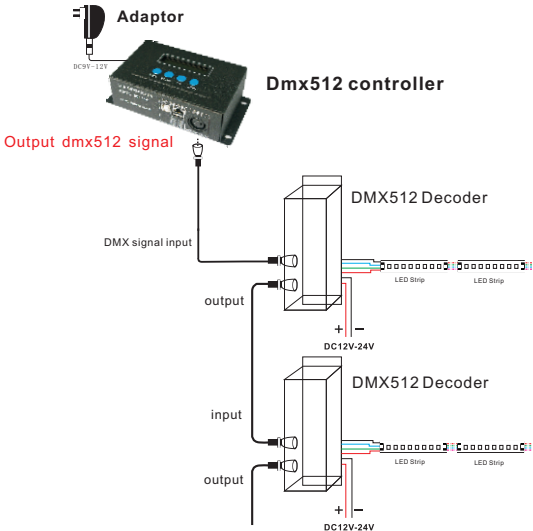 Adaptor
DC9V-12V
Dmx512 controller
Output dmx512 signal
DMX512 Decoder
DMX signal input
LED Strip
LED Strip
output
+ −
DC12V-24V
DMX512 Decoder
input
LED Strip
LED Strip
output
+ −
DC12V-24V